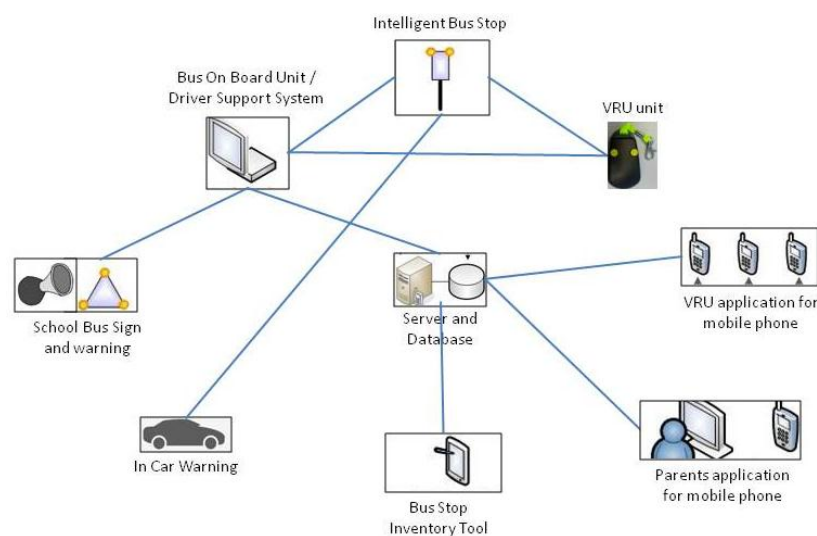 Intelligent Bus Stop
Bus On Board Unit /
Driver Support System
VRU unit
School Bus Sign
and warning
Server and
Database
VRU application for
mobile phone
In Car Warning
Bus Stop
Inventory Tool
Parents application
for mobile phone